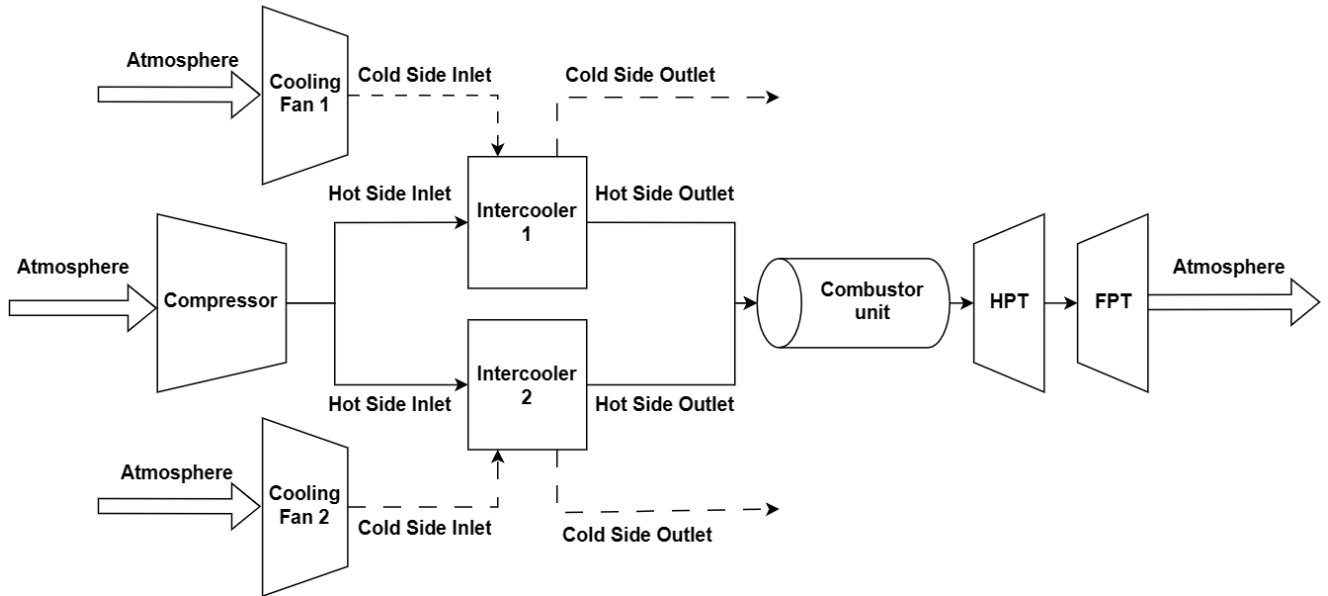 Atmosphere
Cooling
Fan 1
Cold Side Inlet
Cold Side Outlet
Hot Side Inlet
Intercooler
1
Hot Side Outlet
Atmosphere
Compressor
Combustor
unit
HPT
FPT
Atmosphere
Intercooler
2
Hot Side Inlet
Hot Side Outlet
Atmosphere
Cooling
Fan 2
Cold Side Inlet
Cold Side Outlet